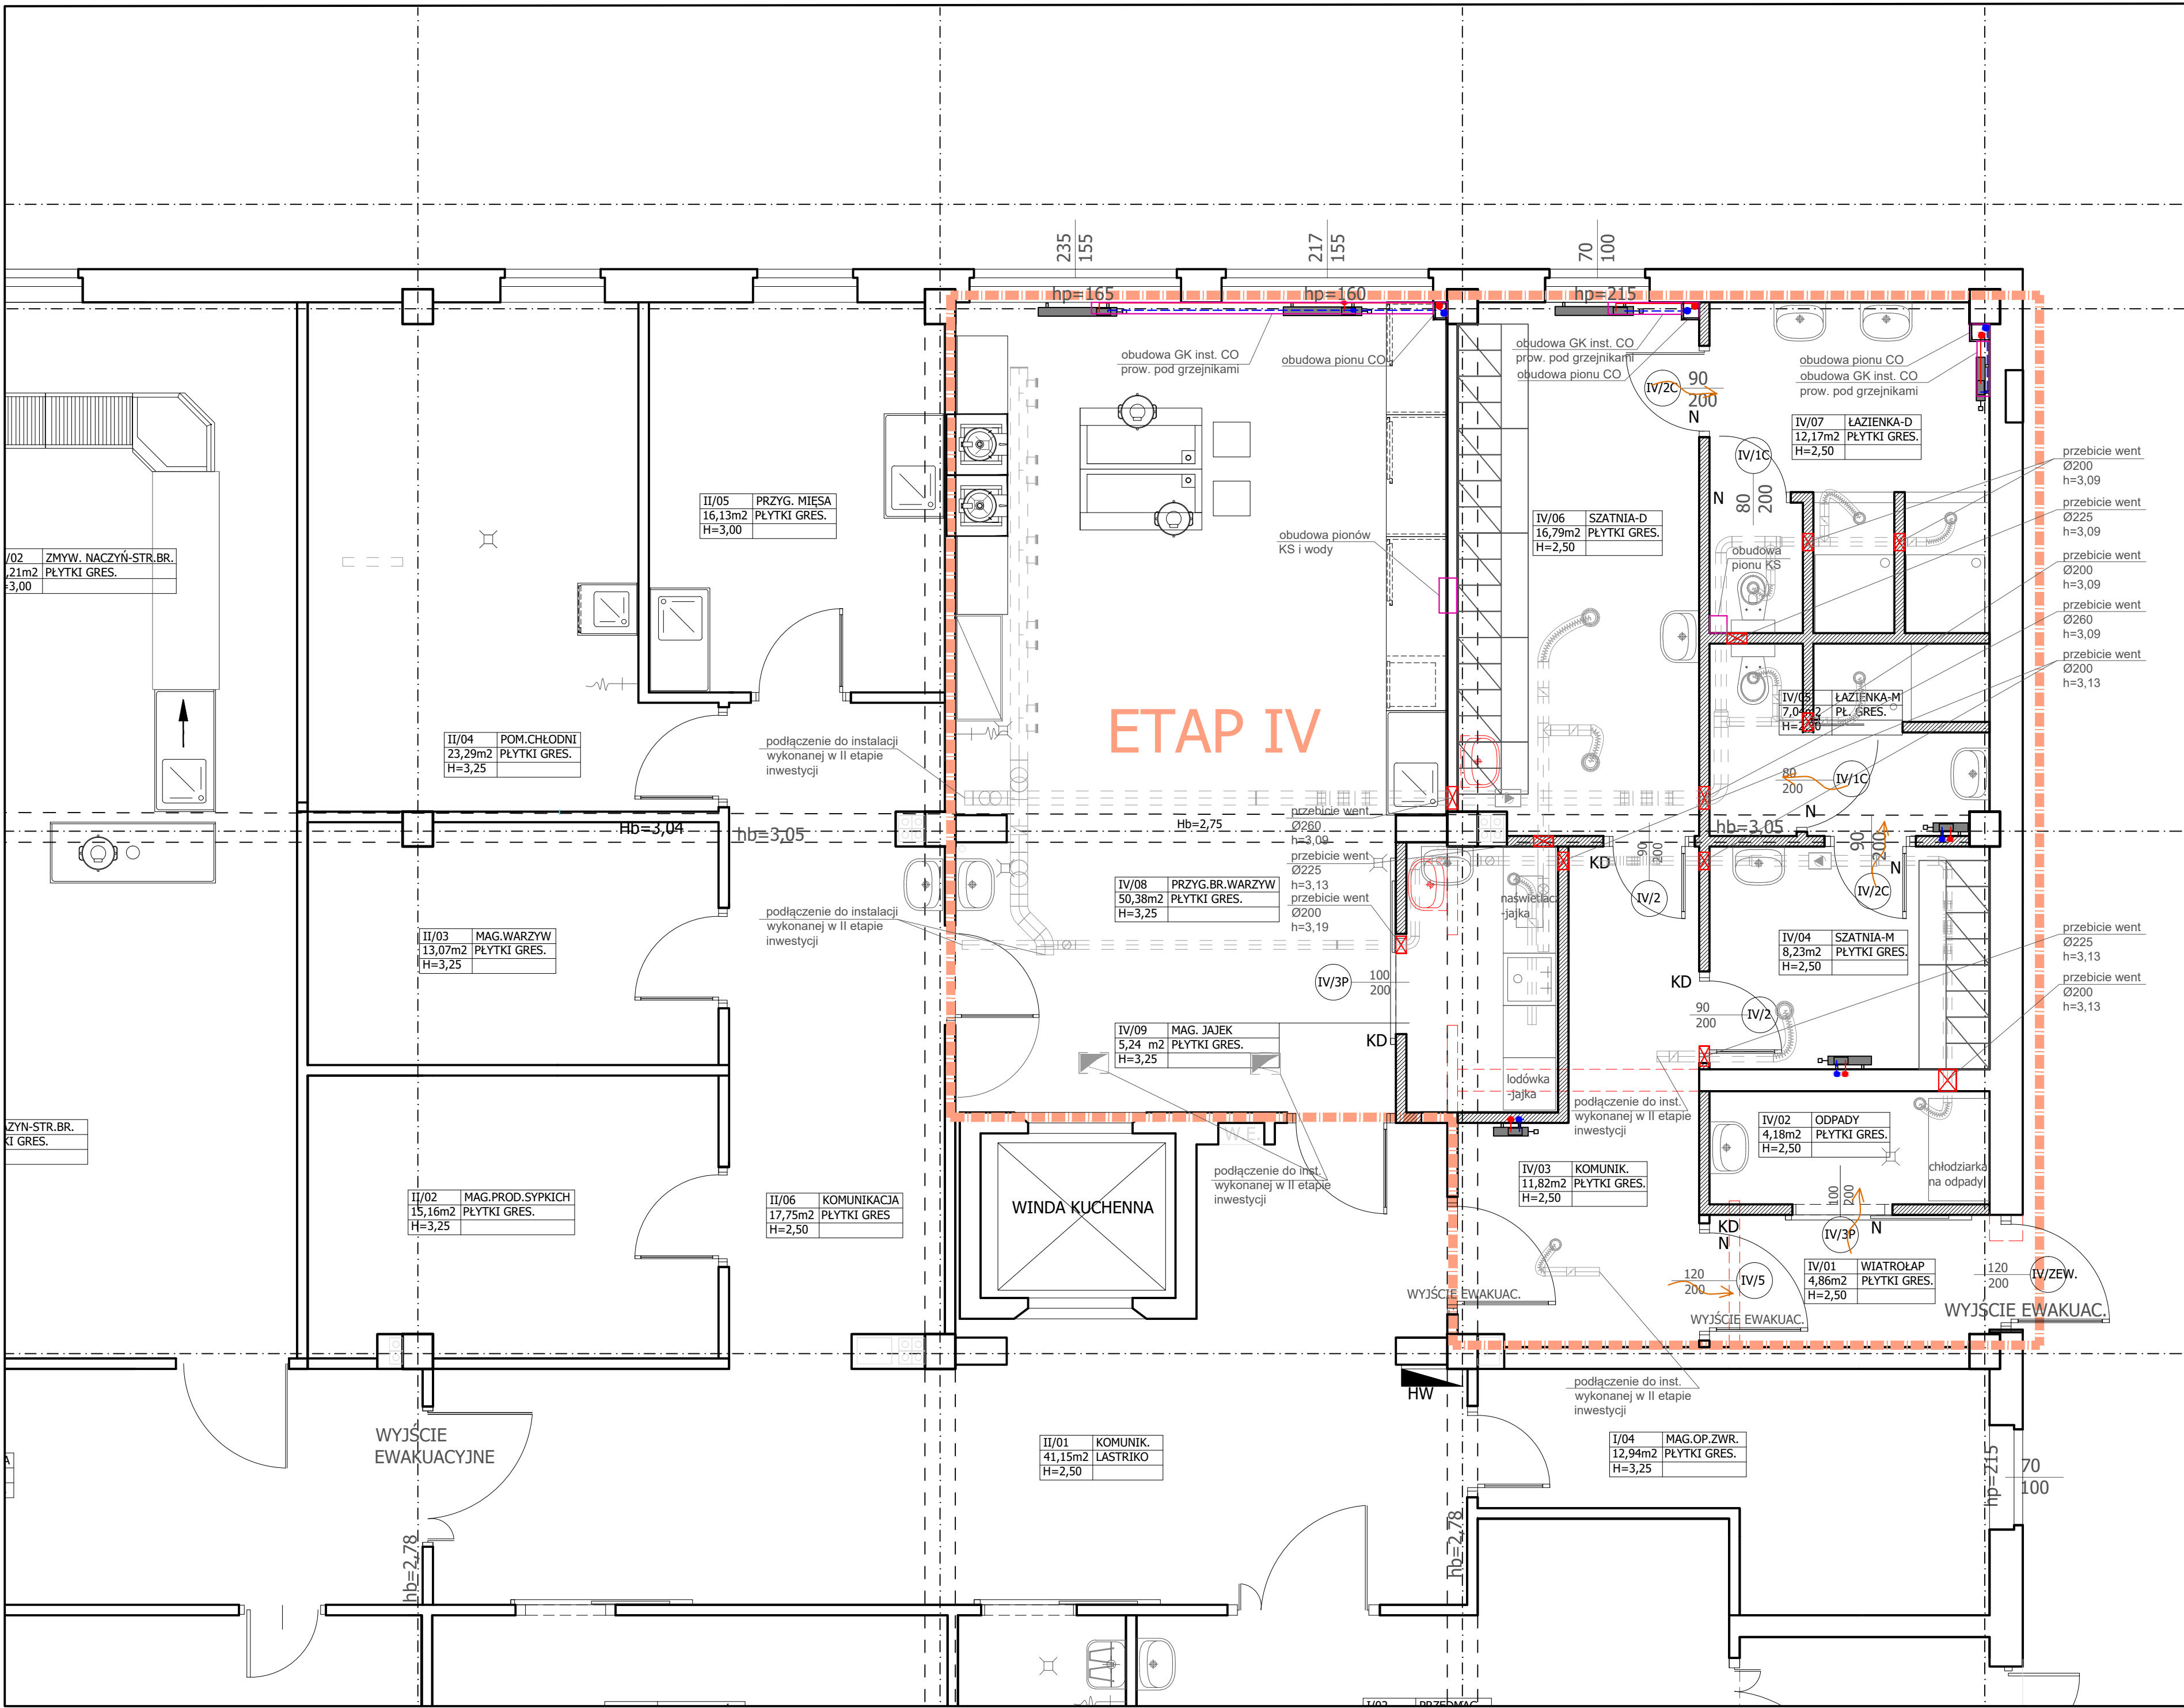 235
155
217
155
70
100
hp=165
hp=160
hp=215
obudowa GK inst. CO
prow. pod grzejnikami
obudowa pionu CO
obudowa GK inst. CO
prow. pod grzejnikami
obudowa pionu CO
obudowa pionu CO
obudowa GK inst. CO
prow. pod grzejnikami
IV/2C
90
200
N
IV/07 ŁAZIENKA-D
12,17m2 PŁYTKI GRES.
H=2,50
IV/1C
80
200
N
przebicie went
Ø200
h=3,09
przebicie went
Ø225
h=3,09
przebicie went
Ø200
h=3,09
przebicie went
Ø260
h=3,09
przebicie went
Ø200
h=3,13
II/05 PRZYG. MIĘSA
16,13m2 PŁYTKI GRES.
H=3,00
IV/06 SZATNIA-D
16,79m2 PŁYTKI GRES.
H=2,50
obudowa pionów
KS i wody
obudowa
pionu KS
/02 ZMYW. NACZYŃ-STR.BR.
,21m2 PŁYTKI GRES.
=3,00
IV/05 ŁAZIENKA-M
7,04m2 PŁ. GRES.
ETAP IV
II/04 POM.CHŁODNI
23,29m2 PŁYTKI GRES.
H=3,25
podłączenie do instalacji
wykonanej w II etapie
inwestycji
80
200
IV/1C
N
Hb=3,04
hb=3,05
Hb=2,75
przebicie went
Ø260
h=3,09
przebicie went
Ø225
h=3,13
przebicie went
Ø200
h=3,19
hb=3,05
90
200
KD
IV/2
90
200
N
IV/2C
IV/08 PRZYG.BR.WARZYW
50,38m2 PŁYTKI GRES.
H=3,25
naświetlacz
-jajka
podłączenie do instalacji
wykonanej w II etapie
inwestycji
II/03 MAG.WARZYW
13,07m2 PŁYTKI GRES.
H=3,25
IV/04 SZATNIA-M
8,23m2 PŁYTKI GRES.
H=2,50
przebicie went
Ø225
h=3,13
przebicie went
Ø200
h=3,13
IV/3P
100
200
KD
90
200
IV/2
IV/09 MAG. JAJEK
5,24 m2 PŁYTKI GRES.
H=3,25
KD
lodówka
-jajka
podłączenie do inst.
wykonanej w II etapie
inwestycji
IV/02 ODPADY
4,18m2 PŁYTKI GRES.
H=2,50
AZYN-STR.BR.
KI GRES.
W.E.
podłączenie do inst.
wykonanej w II etapie
inwestycji
IV/03 KOMUNIK.
11,82m2 PŁYTKI GRES.
H=2,50
chłodziarka
na odpady
100
200
II/02 MAG.PROD.SYPKICH
15,16m2 PŁYTKI GRES.
H=3,25
II/06 KOMUNIKACJA
17,75m2 PŁYTKI GRES
H=2,50
WINDA KUCHENNA
KD
N
IV/3P
N
IV/01 WIATROŁAP
4,86m2 PŁYTKI GRES.
H=2,50
120
200
IV/5
120
200
IV/ZEW.
WYJŚCIE EWAKUAC.
WYJŚCIE EWAKUAC.
WYJŚCIE EWAKUAC.
HW
podłączenie do inst.
wykonanej w II etapie
inwestycji
WYJŚCIE
EWAKUACYJNE
II/01 KOMUNIK.
41,15m2 LASTRIKO
H=2,50
I/04 MAG.OP.ZWR.
12,94m2 PŁYTKI GRES.
H=3,25
hp=215
70
100
A
hb=2,78
hb=2,78
I/02 PRZEDMAG.